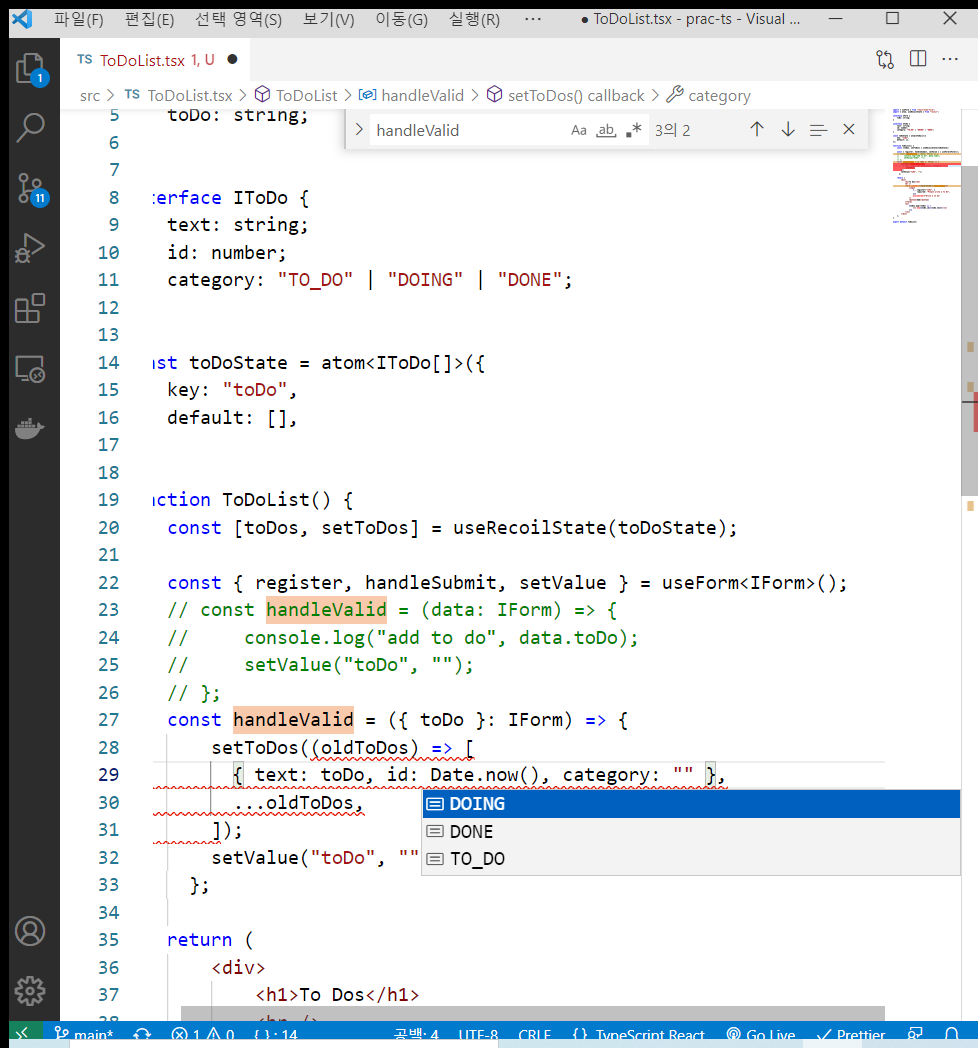 파일(F) 편집(E) 선택 영역(S) 보기(V) 이동(G) 실행(R) ··· ● ToDoList.tsx - prac-ts - Visual ...
1
11
TS ToDoList.tsx 1, U ●
src > TS ToDoList.tsx > ToDoList > handleValid > setToDos() callback > category
handleValid Aa ab .* 3의 2
5 toDo: string;
6
7
8 :erface IToDo {
9 text: string;
10 id: number;
11 category: "TO_DO" | "DOING" | "DONE";
12
13
14 ıst toDoState = atom<IToDo[]>({
15 key: "toDo",
16 default: [],
17
18
19 ıction ToDoList() {
20 const [toDos, setToDos] = useRecoilState(toDoState);
21
22 const { register, handleSubmit, setValue } = useForm<IForm>();
23 // const handleValid = (data: IForm) => {
24 //     console.log("add to do", data.toDo);
25 //     setValue("toDo", "");
26 // };
27 const handleValid = ({ toDo }: IForm) => {
28 setToDos((oldToDos) => [
29 { text: toDo, id: Date.now(), category: "" },
30 ...oldToDos,
31 ]);
32 setValue("toDo", ""
33 };
34
35 return (
36 <div>
37 <h1>To Dos</h1>
38 <hr />
DOING
DONE
TO_DO
main* 1 0 {} : 14 공백: 4 UTF-8 CRLF {} TypeScript React Go Live Prettier